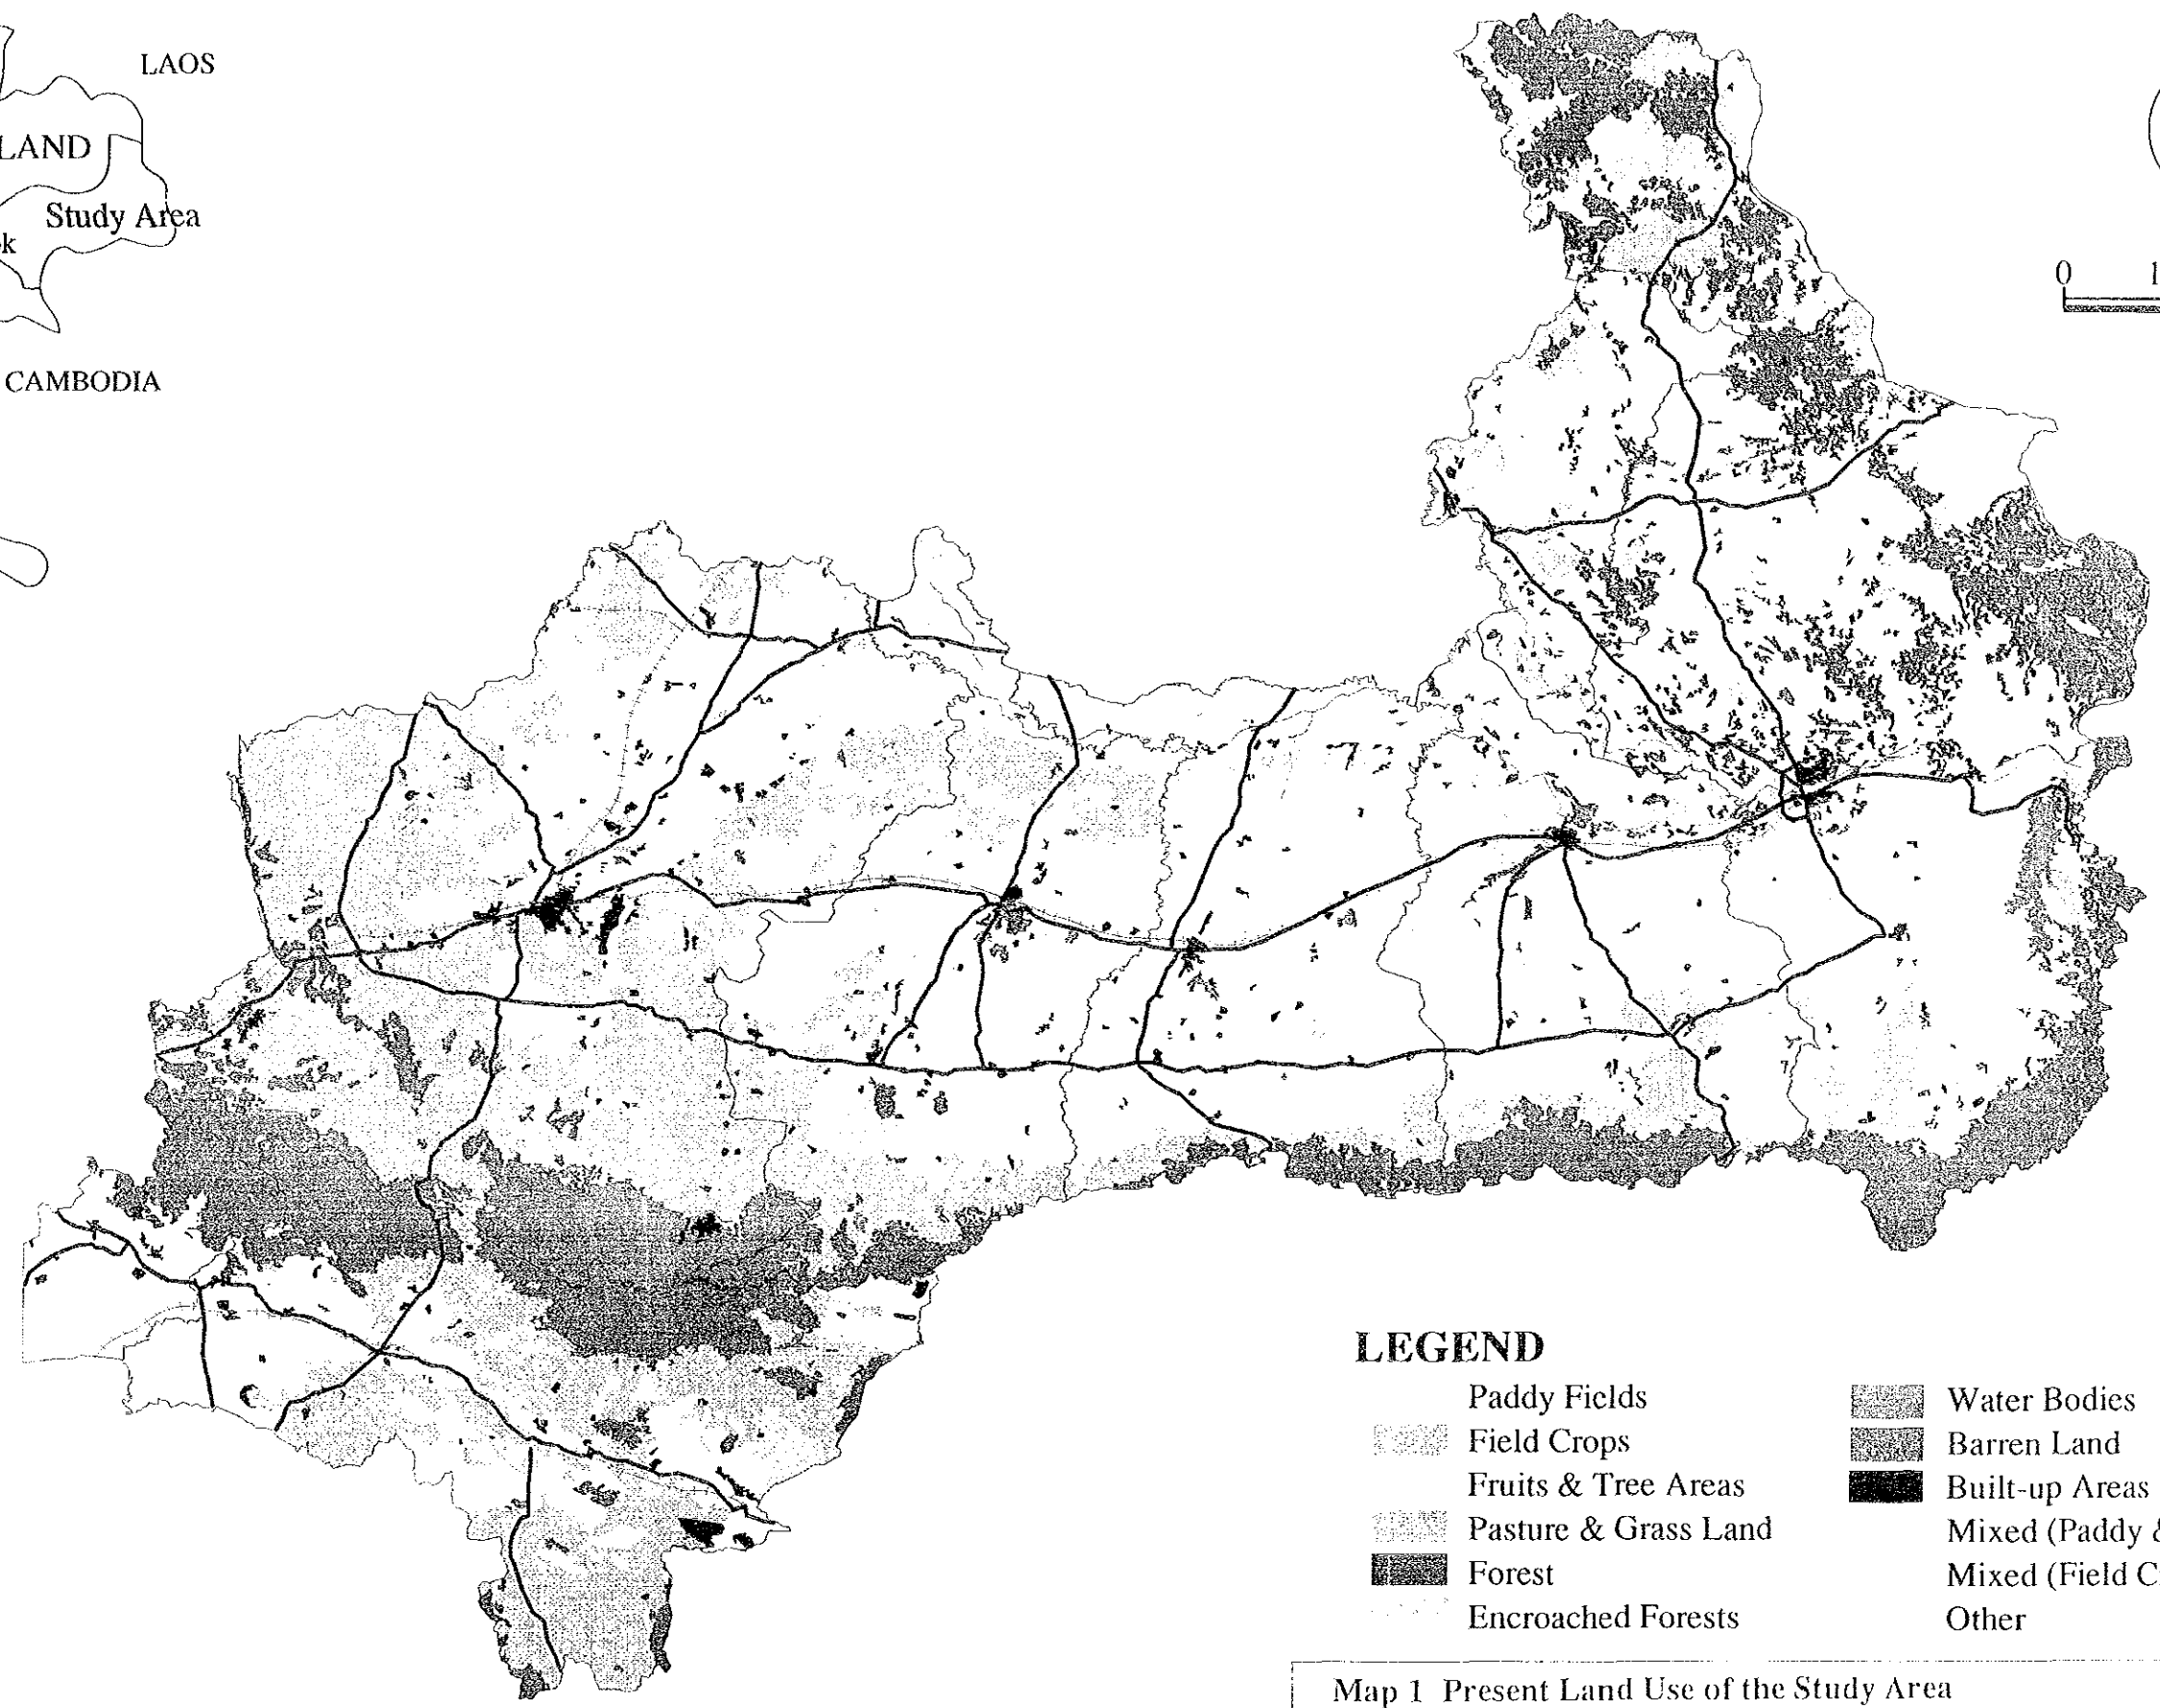 LAOS
LAND
Study Area
k
CAMBODIA
0 1
LEGEND
Paddy Fields
Field Crops
Fruits & Tree Areas
Pasture & Grass Land
Forest
Encroached Forests
Water Bodies
Barren Land
Built-up Areas
Mixed (Paddy &
Mixed (Field C
Other
Map 1 Present Land Use of the Study Area